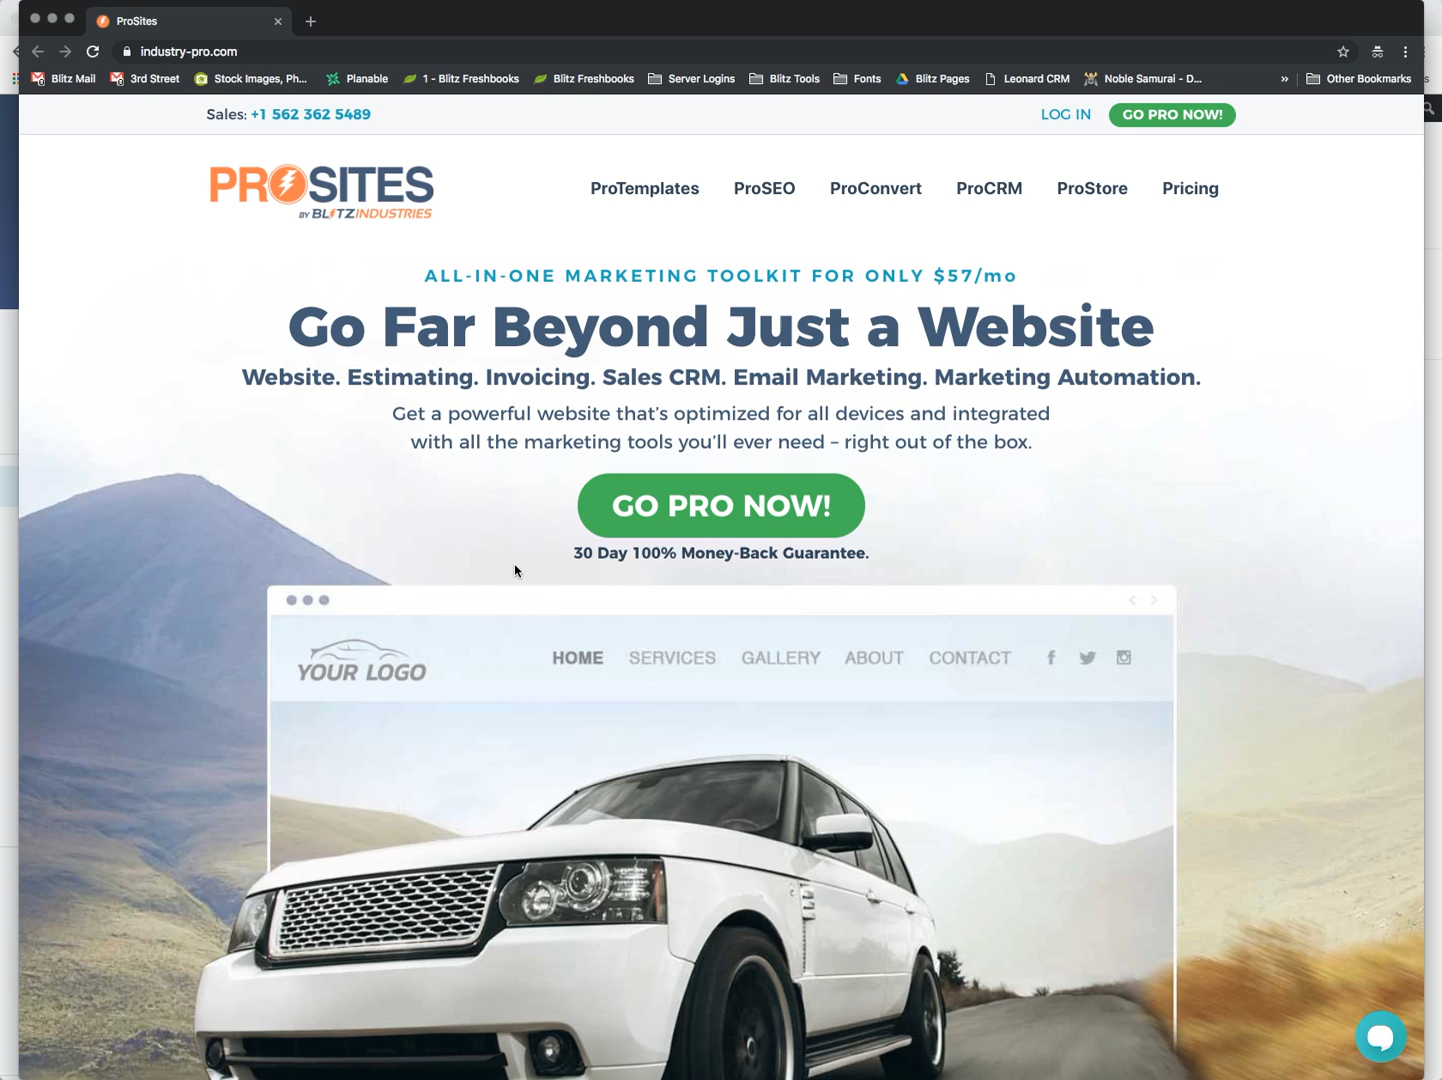 ProSites
industry-pro.com
Blitz Mail
3rd Street
Stock Images, Ph...
Planable
1 - Blitz Freshbooks
Blitz Freshbooks
Server Logins
Blitz Tools
Fonts
Blitz Pages
Leonard CRM
Noble Samurai - D...
»
Other Bookmarks
Sales: +1 562 362 5489
LOG IN
GO PRO NOW!
PROSITES
BY BLITZINDUSTRIES
ProTemplates
ProSEO
ProConvert
ProCRM
ProStore
Pricing
ALL-IN-ONE MARKETING TOOLKIT FOR ONLY $57/mo
Go Far Beyond Just a Website
Website. Estimating. Invoicing. Sales CRM. Email Marketing. Marketing Automation.
Get a powerful website that's optimized for all devices and integrated
with all the marketing tools you'll ever need – right out of the box.
GO PRO NOW!
30 Day 100% Money-Back Guarantee.
YOUR LOGO
HOME
SERVICES
GALLERY
ABOUT
CONTACT